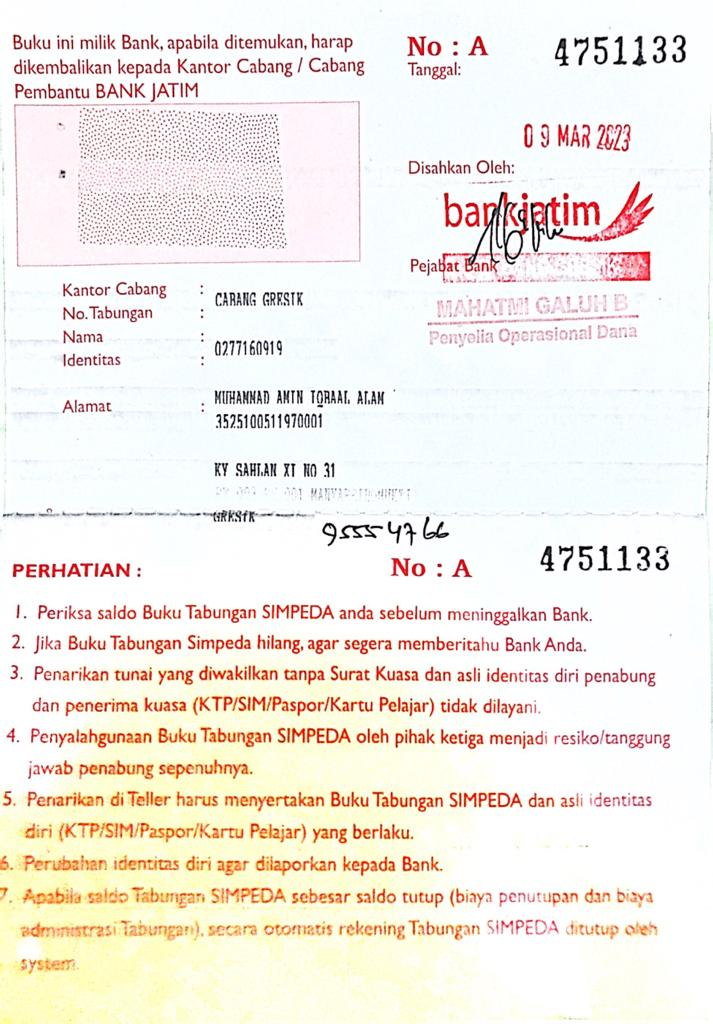 Buku ini milik Bank, apabila ditemukan, harap
dikembalikan kepada Kantor Cabang / Cabang
Pembantu BANK JATIM
No : A 4751133
Tanggal:
09 MAR 2023
Disahkan Oleh:
bankjatim
Pejabat Bank
MAHATMI GALUH B
Penyelia Operasional Dana
Kantor Cabang : CABANG GRESIK
No.Tabungan :
Nama : 0277160919
Identitas :
Alamat : MUHAMMAD AMIN IQBAAL ALAM
3525100511970001
KY SAHLAN XI NO 31
001
GRESIK
95554766
PERHATIAN :
No : A 4751133
1. Periksa saldo Buku Tabungan SIMPEDA anda sebelum meninggalkan Bank.
2. Jika Buku Tabungan Simpeda hilang, agar segera memberitahu Bank Anda.
3. Penarikan tunai yang diwakilkan tanpa Surat Kuasa dan asli identitas diri penabung
dan penerima kuasa (KTP/SIM/Paspor/Kartu Pelajar) tidak dilayani.
4. Penyalahgunaan Buku Tabungan SIMPEDA oleh pihak ketiga menjadi resiko/tanggung
jawab penabung sepenuhnya.
5. Penarikan di Teller harus menyertakan Buku Tabungan SIMPEDA dan asli identitas
diri (KTP/SIM/Paspor/Kartu Pelajar) yang berlaku.
6. Perubahan identitas diri agar dilaporkan kepada Bank.
7. Apabila saldo Tabungan SIMPEDA sebesar saldo tutup (biaya penutupan dan biaya
administrasi Tabungan), secara otomatis rekening Tabungan SIMPEDA ditutup oleh
system.